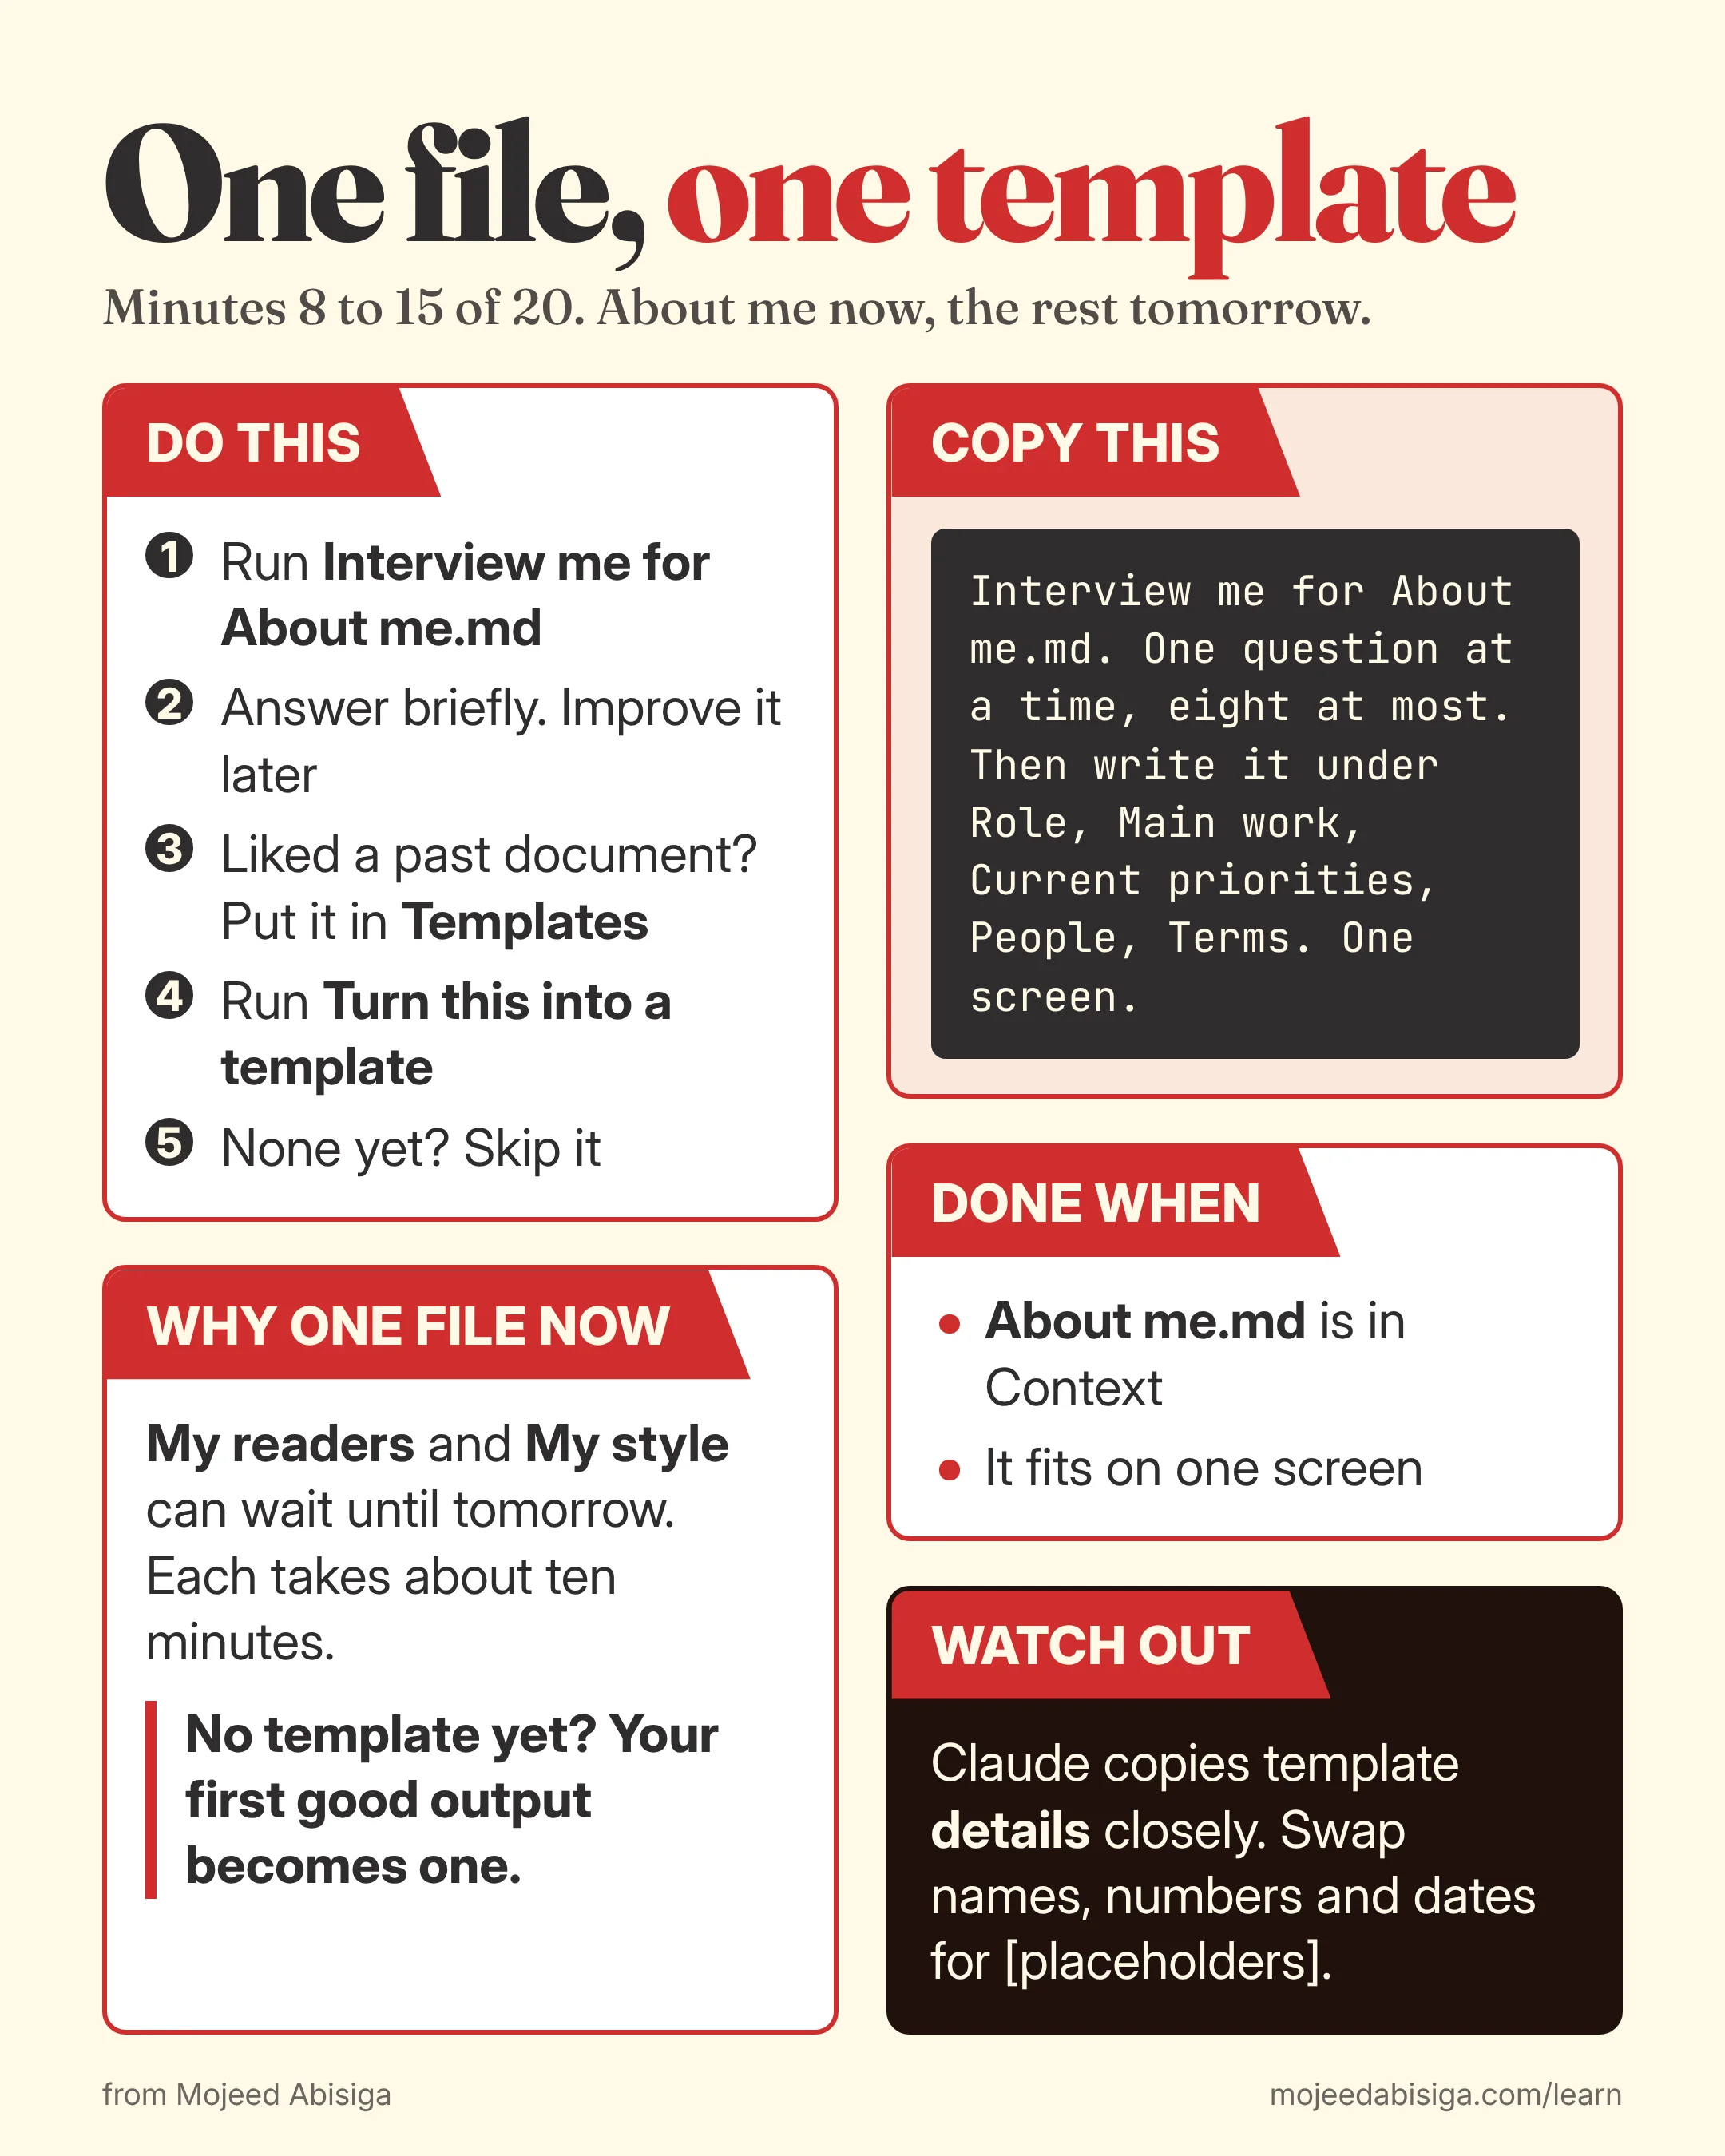 One file, one template
Minutes 8 to 15 of 20. About me now, the rest tomorrow.
DO THIS
1 Run Interview me for
About me.md
2 Answer briefly. Improve it
later
3 Liked a past document?
Put it in Templates
4 Run Turn this into a
template
5 None yet? Skip it
WHY ONE FILE NOW
My readers and My style
can wait until tomorrow.
Each takes about ten
minutes.
No template yet? Your
first good output
becomes one.
COPY THIS
Interview me for About
me.md. One question at
a time, eight at most.
Then write it under
Role, Main work,
Current priorities,
People, Terms. One
screen.
DONE WHEN
• About me.md is in
Context
• It fits on one screen
WATCH OUT
Claude copies template
details closely. Swap
names, numbers and dates
for [placeholders].
from Mojeed Abisiga
mojeedabisiga.com/learn